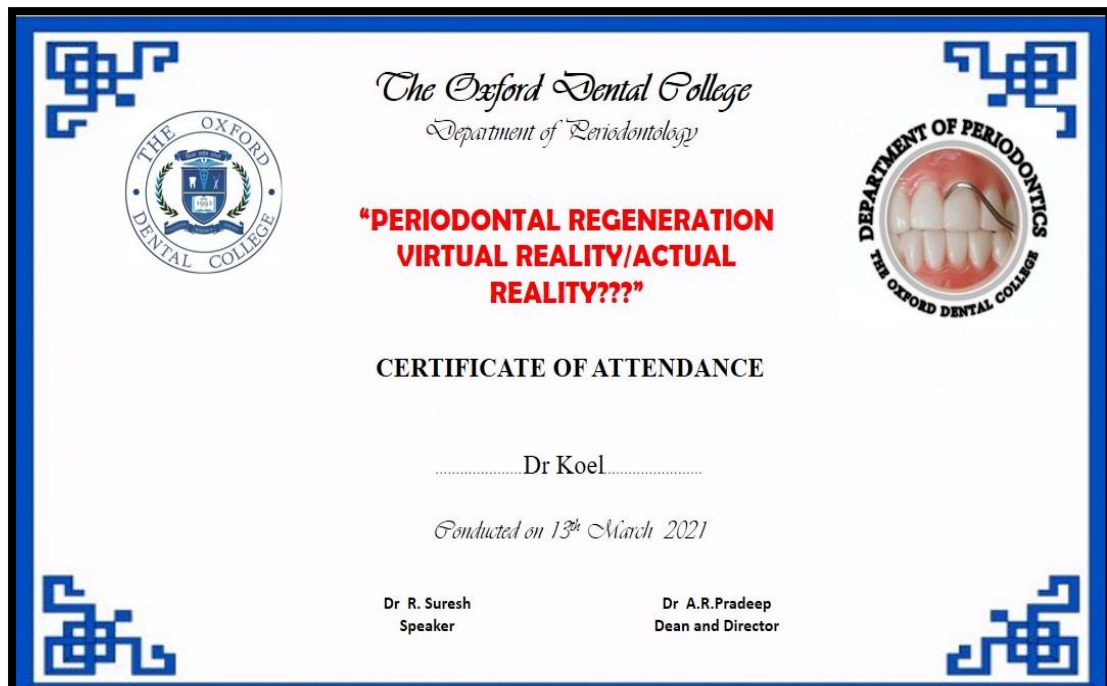 The Oxford Dental College
Department of Periodontology
THE OXFORD DENTAL COLLEGE
1992
DEPARTMENT OF PERIODONTICS
THE OXFORD DENTAL COLLEGE
“PERIODONTAL REGENERATION
VIRTUAL REALITY/ACTUAL
REALITY???”
CERTIFICATE OF ATTENDANCE
......................Dr Koel........................
Conducted on 13th March 2021
Dr R. Suresh
Speaker
Dr A.R.Pradeep
Dean and Director